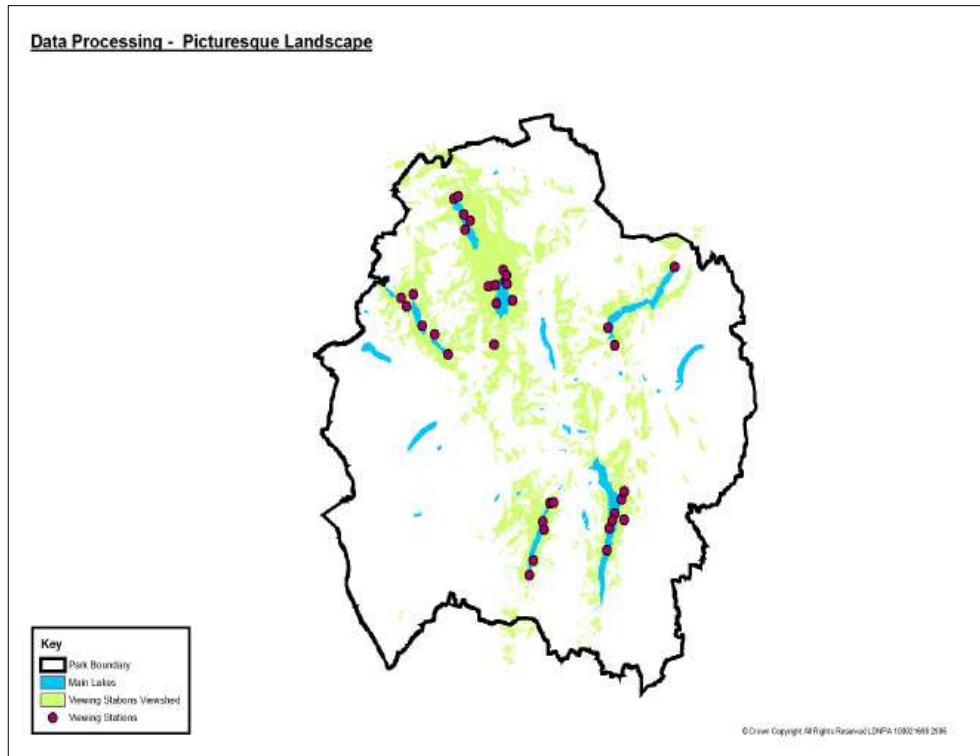 Data Processing - Picturesque Landscape
Key
Park Boundary
Main Lakes
Viewing Stations Viewshed
Viewing Stations
© Crown Copyright All Rights Reserved LDNPA